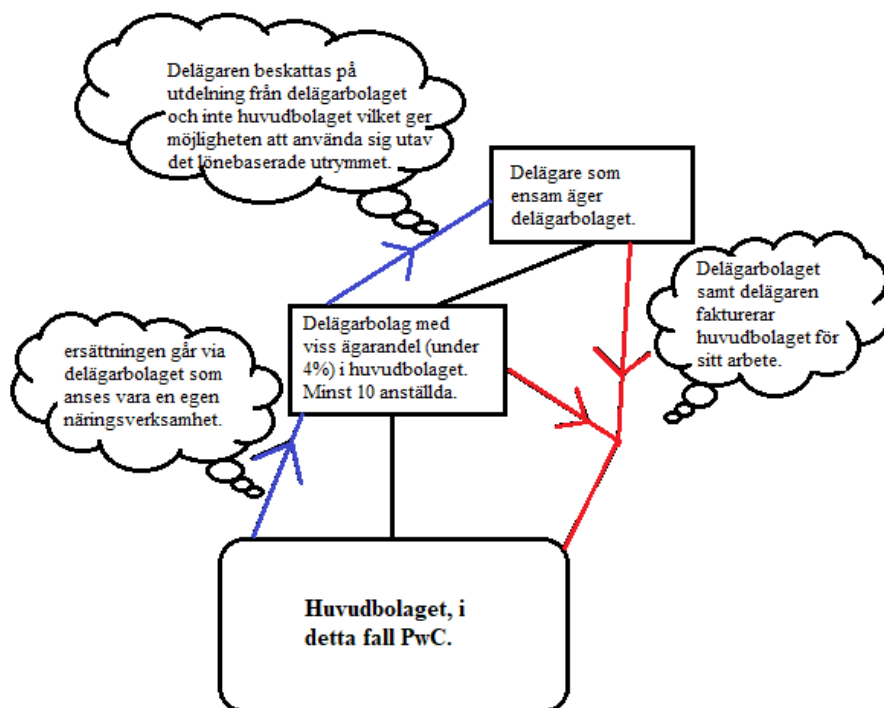 Delägaren beskattas på
utdelning från delägarbolaget
och inte huvudbolaget vilket ger
möjligheten att använda sig utav
det lönebaserade utrymmet.
Delägare som
ensam äger
delägarbolaget.
Delägarbolaget
samt delägaren
fakturerar
huvudbolaget för
sitt arbete.
Delägarbolag med
viss ägarandel (under
4%) i huvudbolaget.
Minst 10 anställda.
ersättningen går via
delägarbolaget som
anses vara en egen
näringsverksamhet.
Huvudbolaget, i
detta fall PwC.